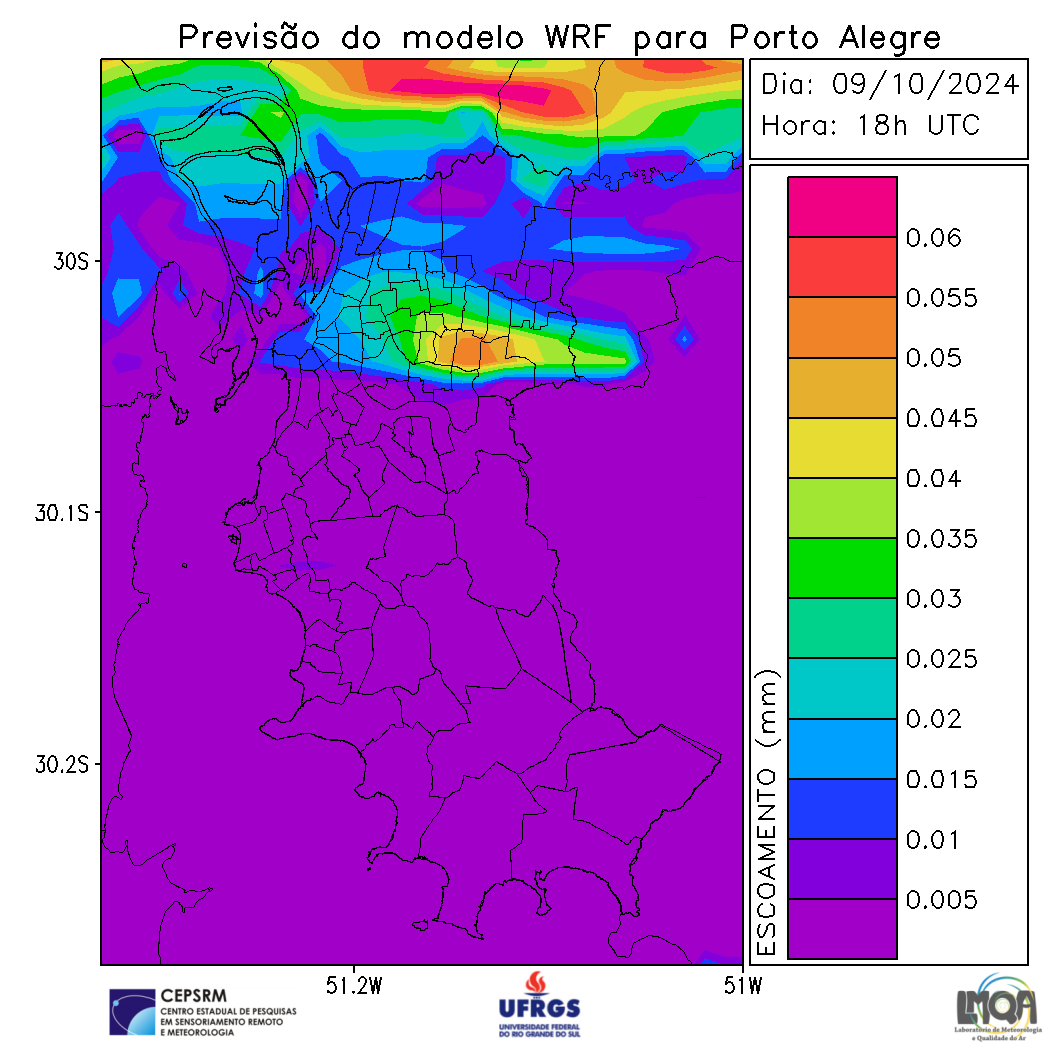 Previsão do modelo WRF para Porto Alegre
Dia: 09/10/2024
Hora: 18h UTC
30S
30.1S
30.2S
51.2W
51W
0.06
0.055
0.05
0.045
0.04
0.035
0.03
0.025
0.02
0.015
0.01
0.005
ESCOAMENTO (mm)
CEPSRM
CENTRO ESTADUAL DE PESQUISAS
EM SENSORIAMENTO REMOTO
E METEOROLOGIA
UFRGS
UNIVERSIDADE FEDERAL
DO RIO GRANDE DO SUL
LMQA
Laboratório de Meteorologia
e Qualidade do Ar